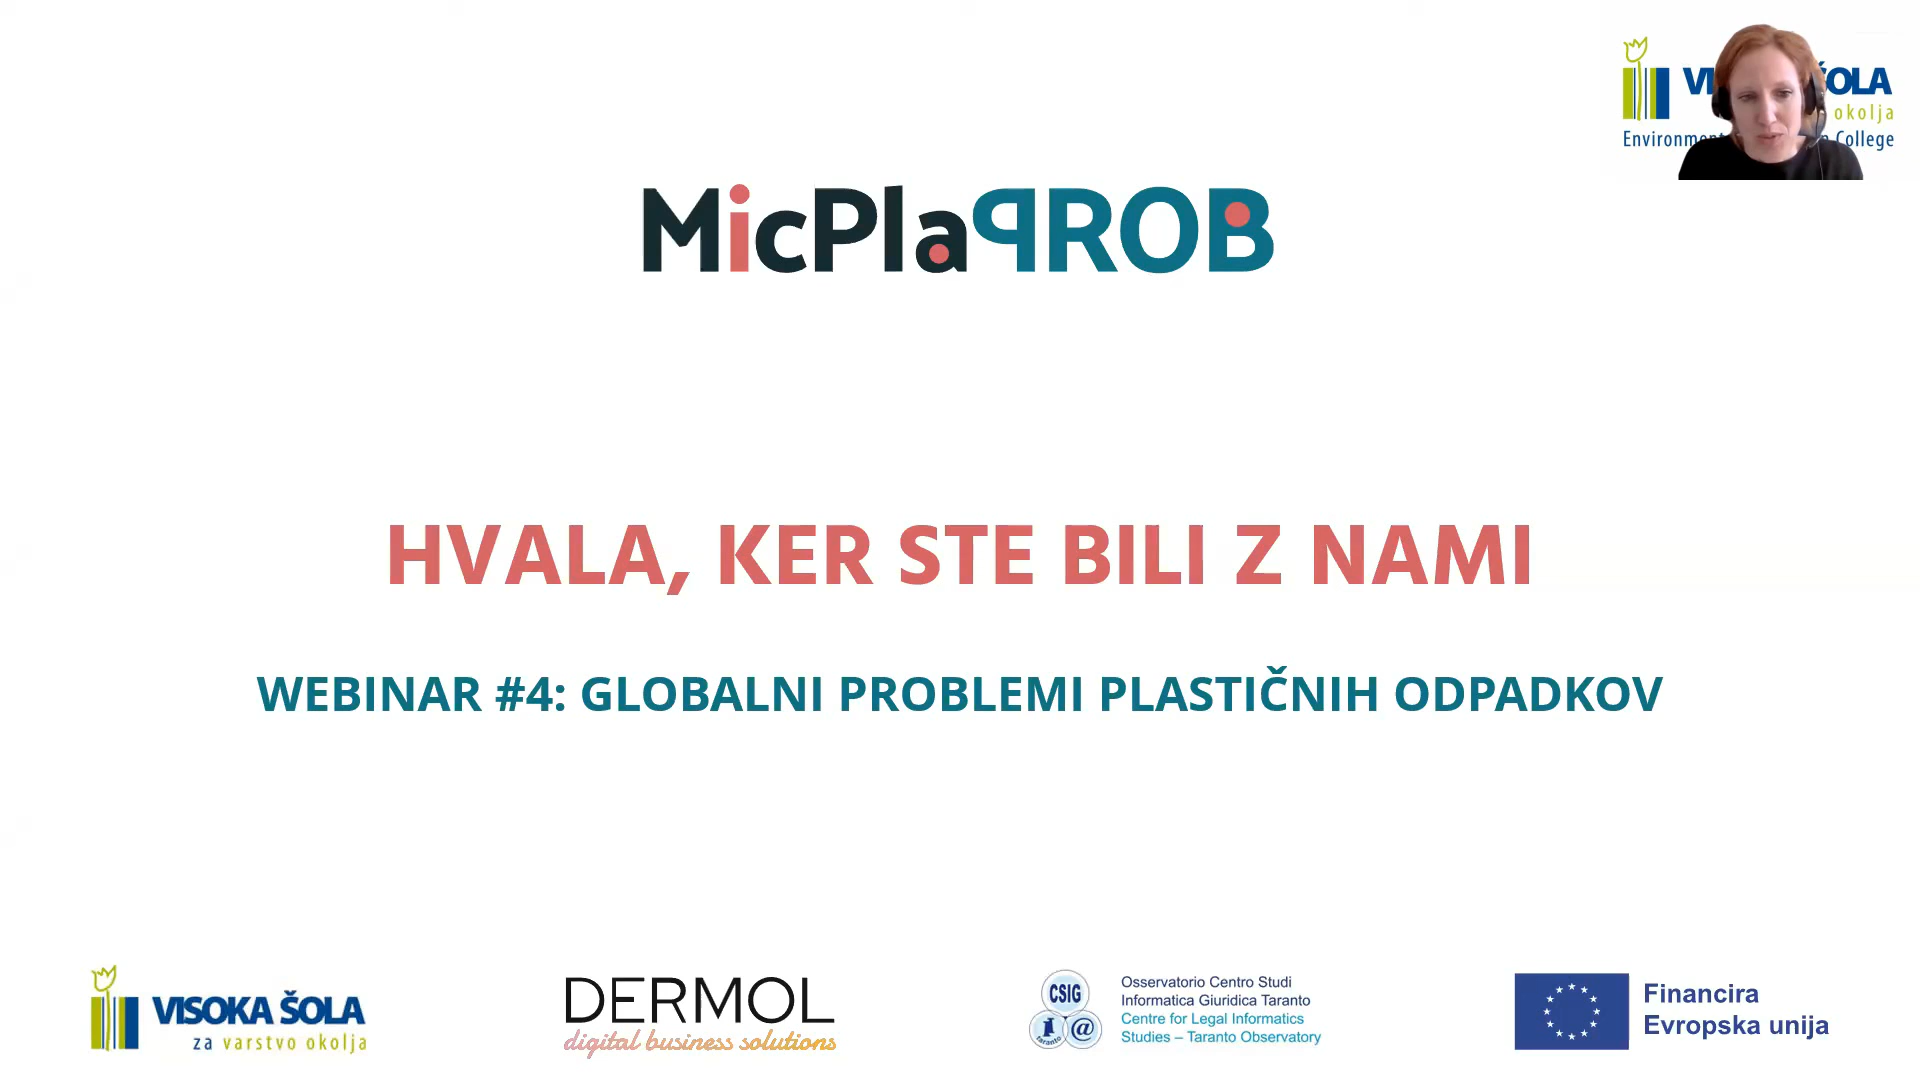 OLA
okolja
College
MicPlaPROB
HVALA, KER STE BILI Z NAMI
WEBINAR #4: GLOBALNI PROBLEMI PLASTIČNIH ODPADKOV
VISOKA ŠOLA
za varstvo okolja
DERMOL
digital business solutions
CSIG
I @
Taranto
Osservatorio Centro Studi
Informatica Giuridica Taranto
Centre for Legal Informatics
Studies – Taranto Observatory
Financira
Evropska unija